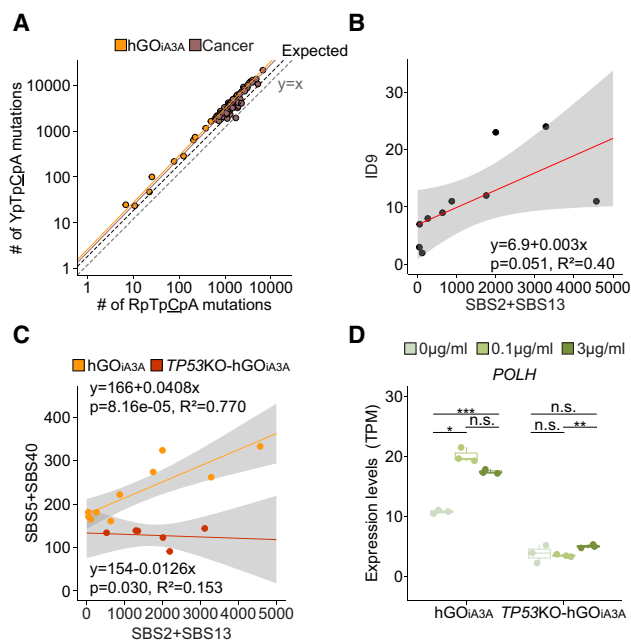 A
hGOiA3A Cancer
Expected
y=x
# of YpTpCpA mutations
10000
1000
100
10
1
1 10 100 1000 10000
# of RpTpCpA mutations
B
ID9
30
20
10
0
y=6.9+0.003x
p=0.051, R²=0.40
0 1000 2000 3000 4000 5000
SBS2+SBS13
C
hGOiA3A TP53KO-hGOiA3A
y=166+0.0408x
p=8.16e-05, R²=0.770
SBS5+SBS40
400
300
200
100
0
y=154-0.0126x
p=0.030, R²=0.153
0 1000 2000 3000 4000 5000
SBS2+SBS13
D
0µg/ml 0.1µg/ml 3µg/ml
POLH
Expression levels (TPM)
30
20
10
0
*** n.s.
n.s. n.s.
* **
hGOiA3A TP53KO-hGOiA3A